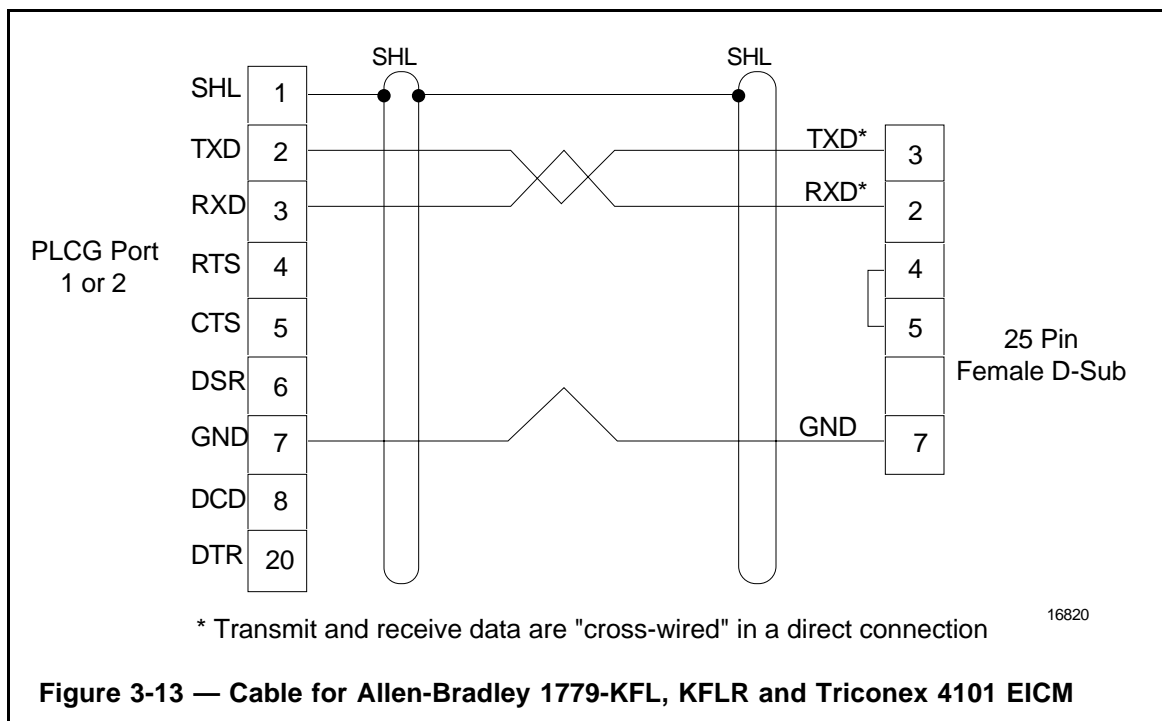 SHL SHL
SHL 1
TXD 2 TXD* 3
RXD 3 RXD* 2
PLCG Port
1 or 2
RTS 4 4
CTS 5 5
25 Pin
Female D-Sub
DSR 6
GND 7 GND 7
DCD 8
DTR 20
* Transmit and receive data are "cross-wired" in a direct connection
16820
Figure 3-13 — Cable for Allen-Bradley 1779-KFL, KFLR and Triconex 4101 EICM